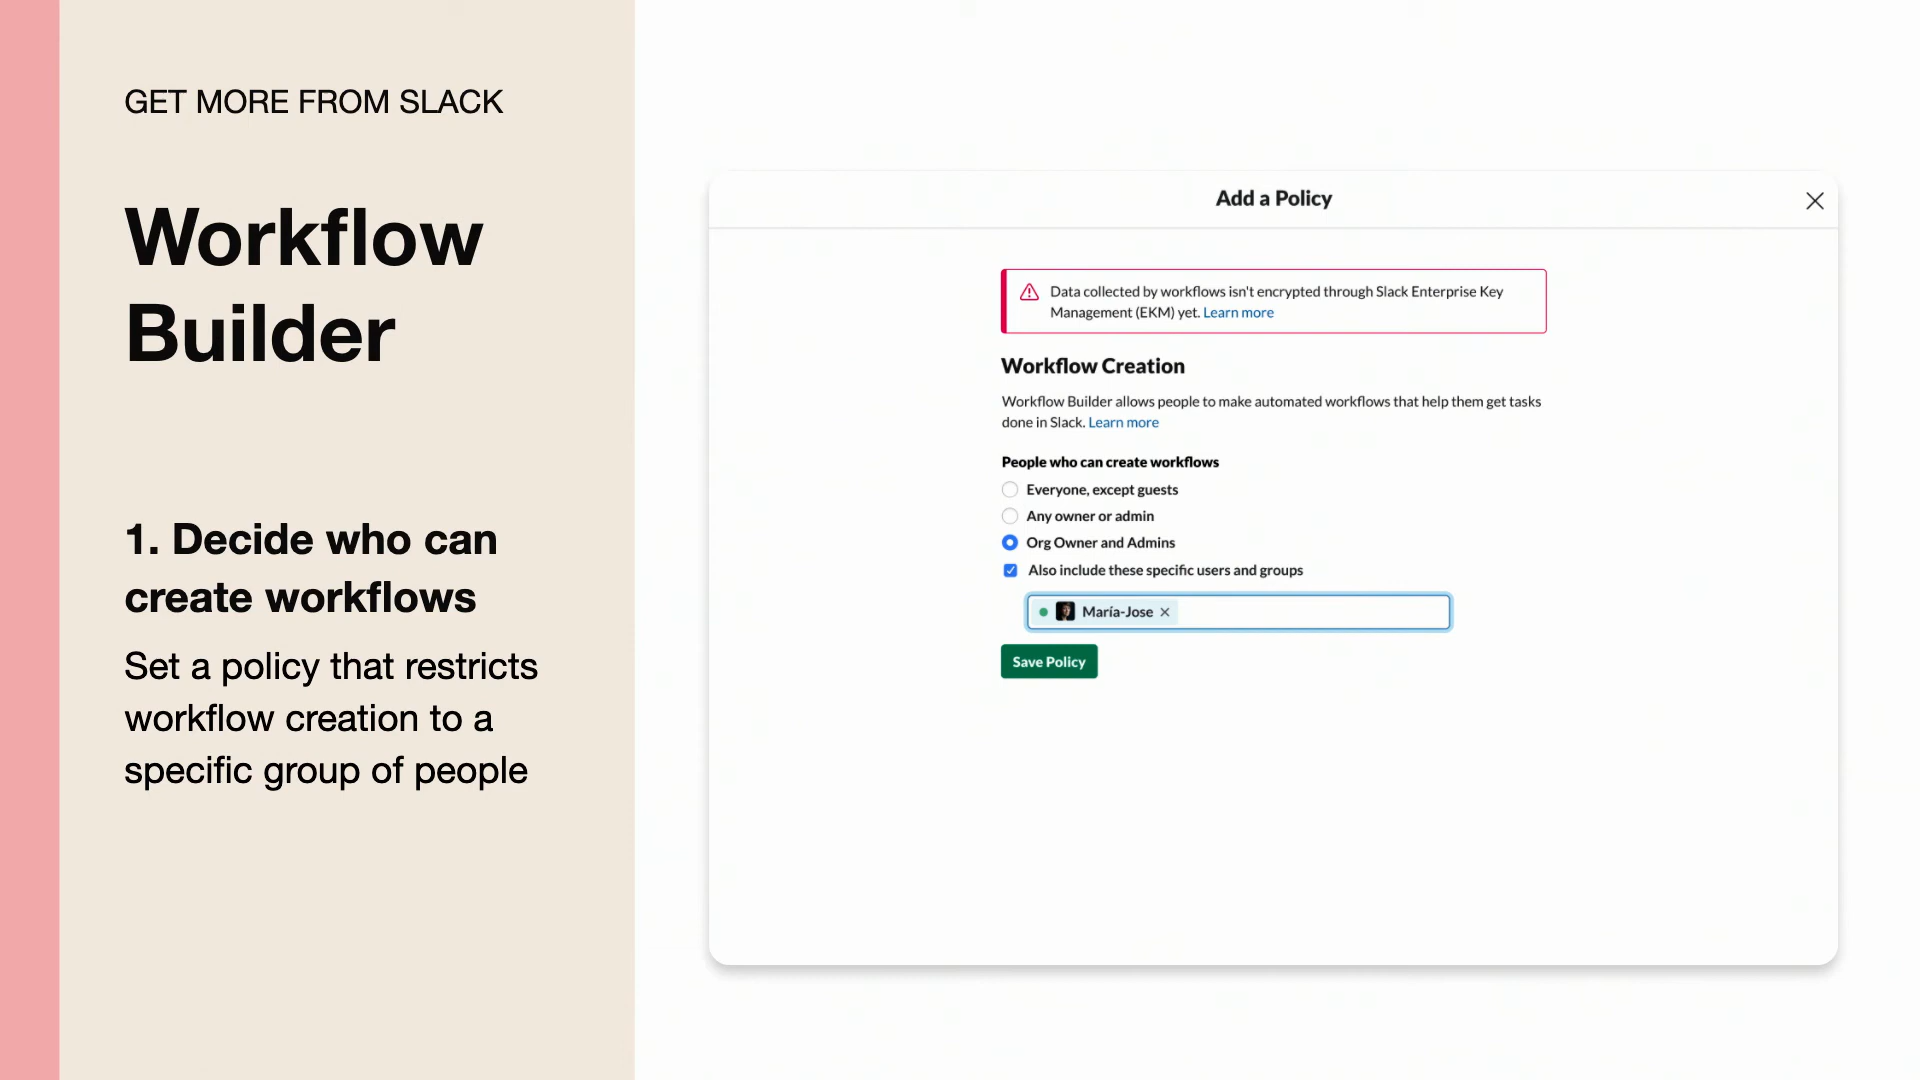 GET MORE FROM SLACK
Workflow
Builder
1. Decide who can
create workflows
Set a policy that restricts
workflow creation to a
specific group of people
Add a Policy
Data collected by workflows isn't encrypted through Slack Enterprise Key
Management (EKM) yet. Learn more
Workflow Creation
Workflow Builder allows people to make automated workflows that help them get tasks
done in Slack. Learn more
People who can create workflows
Everyone, except guests
Any owner or admin
Org Owner and Admins
Also include these specific users and groups
María-Jose
Save Policy